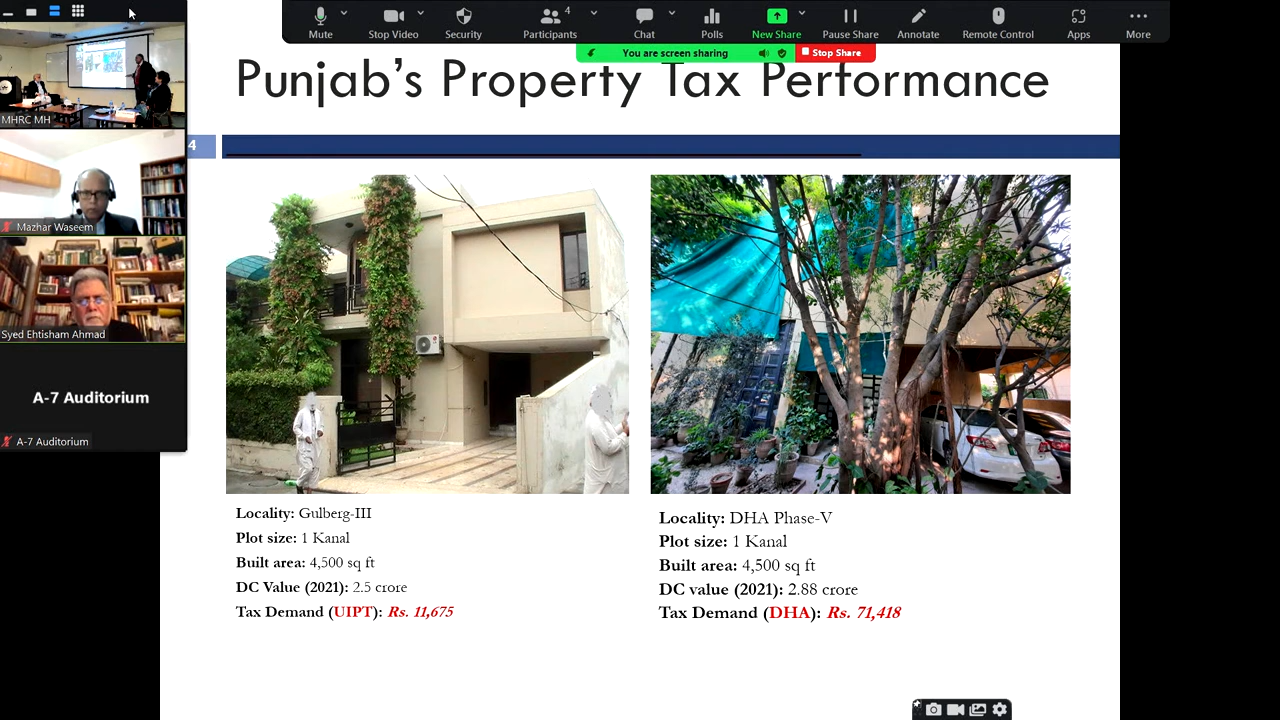 Mute
Stop Video
Security
Participants
4
Chat
Polls
New Share
Pause Share
Annotate
Remote Control
Apps
More
You are screen sharing
Stop Share
MHRC MH
Mazhar Waseem
Syed Ehtisham Ahmad
A-7 Auditorium
A-7 Auditorium
Punjab's Property Tax Performance
4
Locality: Gulberg-III
Plot size: 1 Kanal
Built area: 4,500 sq ft
DC Value (2021): 2.5 crore
Tax Demand (UIPT): Rs. 11,675
Locality: DHA Phase-V
Plot size: 1 Kanal
Built area: 4,500 sq ft
DC value (2021): 2.88 crore
Tax Demand (DHA): Rs. 71,418